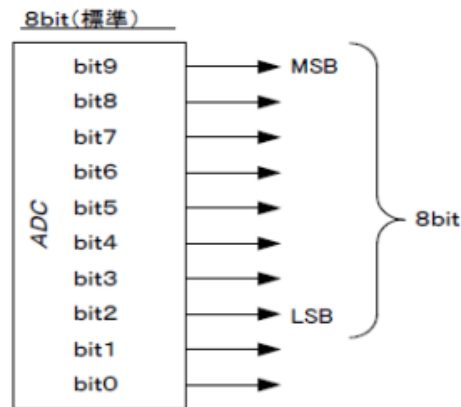 8bit(標準)
bit9 MSB
bit8
bit7
bit6
bit5
bit4
bit3
bit2 LSB
bit1
bit0
ADC
8bit